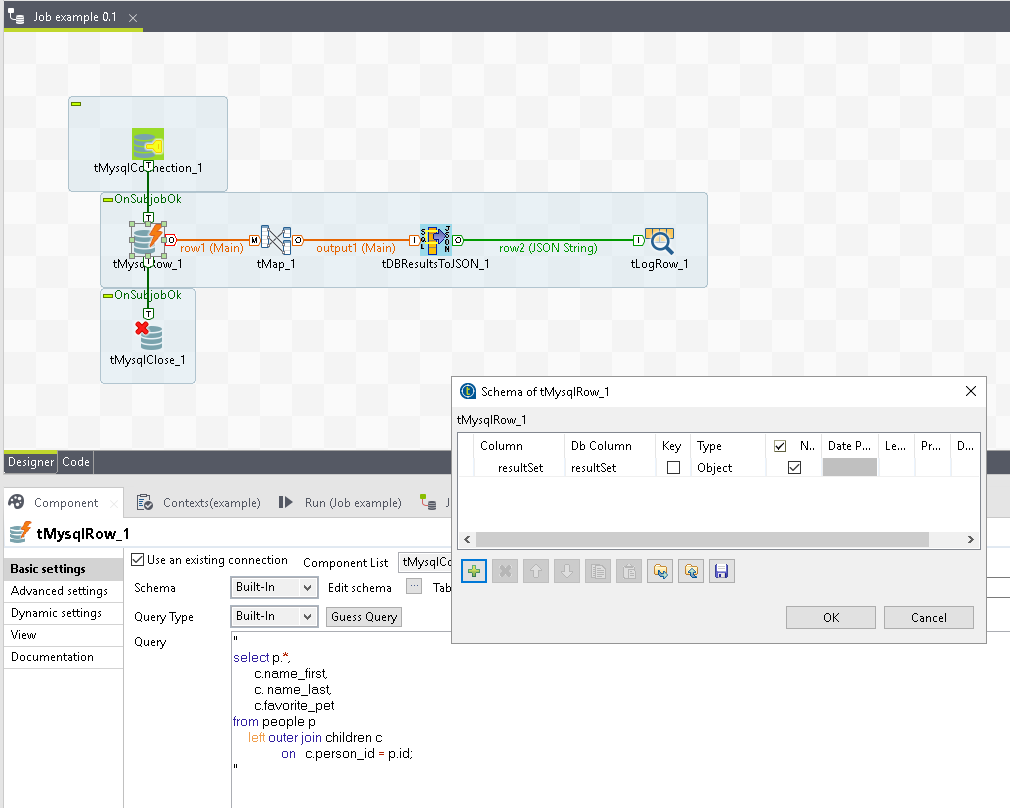 Job example 0.1
tMysqlConnection_1
OnSubjobOk
row1 (Main)
output1 (Main)
row2 (JSON String)
tMysqlRow_1
tMap_1
tDBResultsToJSON_1
tLogRow_1
OnSubjobOk
tMysqlClose_1
Schema of tMysqlRow_1
tMysqlRow_1
Column Db Column Key Type N.. Date P... Le... Pr... D...
resultSet resultSet Object
OK Cancel
Designer Code
Component Contexts(example) Run (Job example) J
tMysqlRow_1
Basic settings
Advanced settings
Dynamic settings
View
Documentation
Use an existing connection Component List tMysqlCo
Schema Built-In Edit schema Tab
Query Type Built-In Guess Query
Query
"
select p.*,
c.name_first,
c. name_last,
c.favorite_pet
from people p
left outer join children c
on c.person_id = p.id;
"